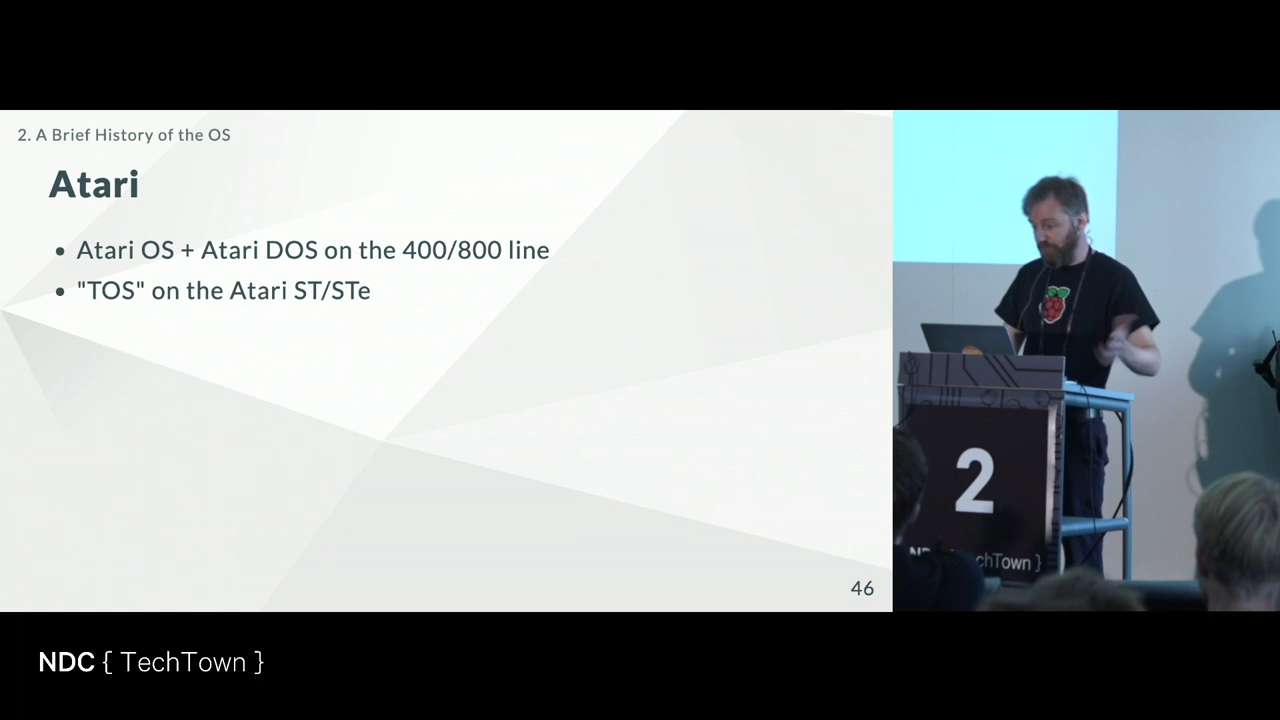 2. A Brief History of the OS
Atari
• Atari OS + Atari DOS on the 400/800 line
• "TOS" on the Atari ST/STe
46
2
chTown }
NDC { TechTown }